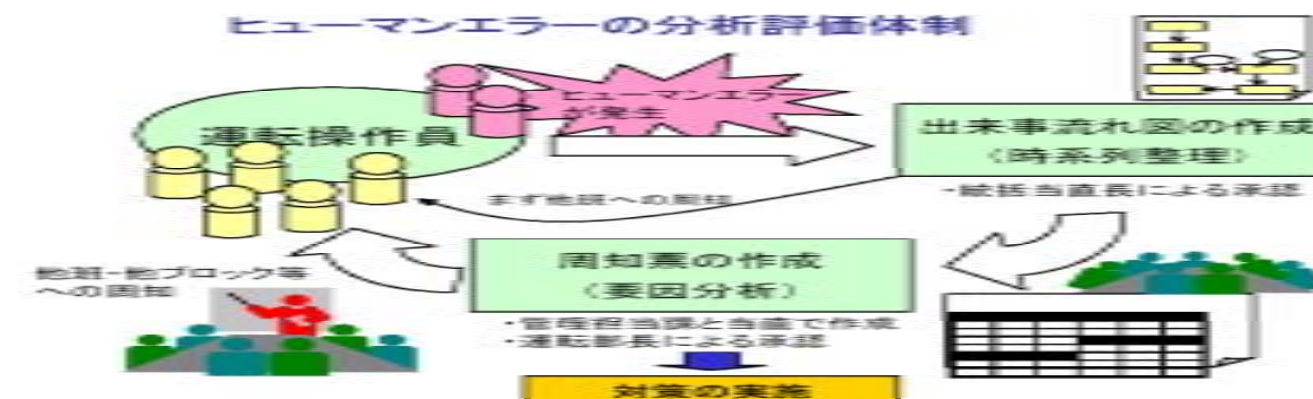 ヒューマンエラーの分析評価体制
ヒューマンエラー
が発生
運転操作員
出来事流れ図の作成
（時系列整理）
・統括当直長による承認
まず他班への周知
周知票の作成
（要因分析）
他班・他ブロック等
への周知
・管理担当課と当直で作成
・運転部長による承認
対策の実施